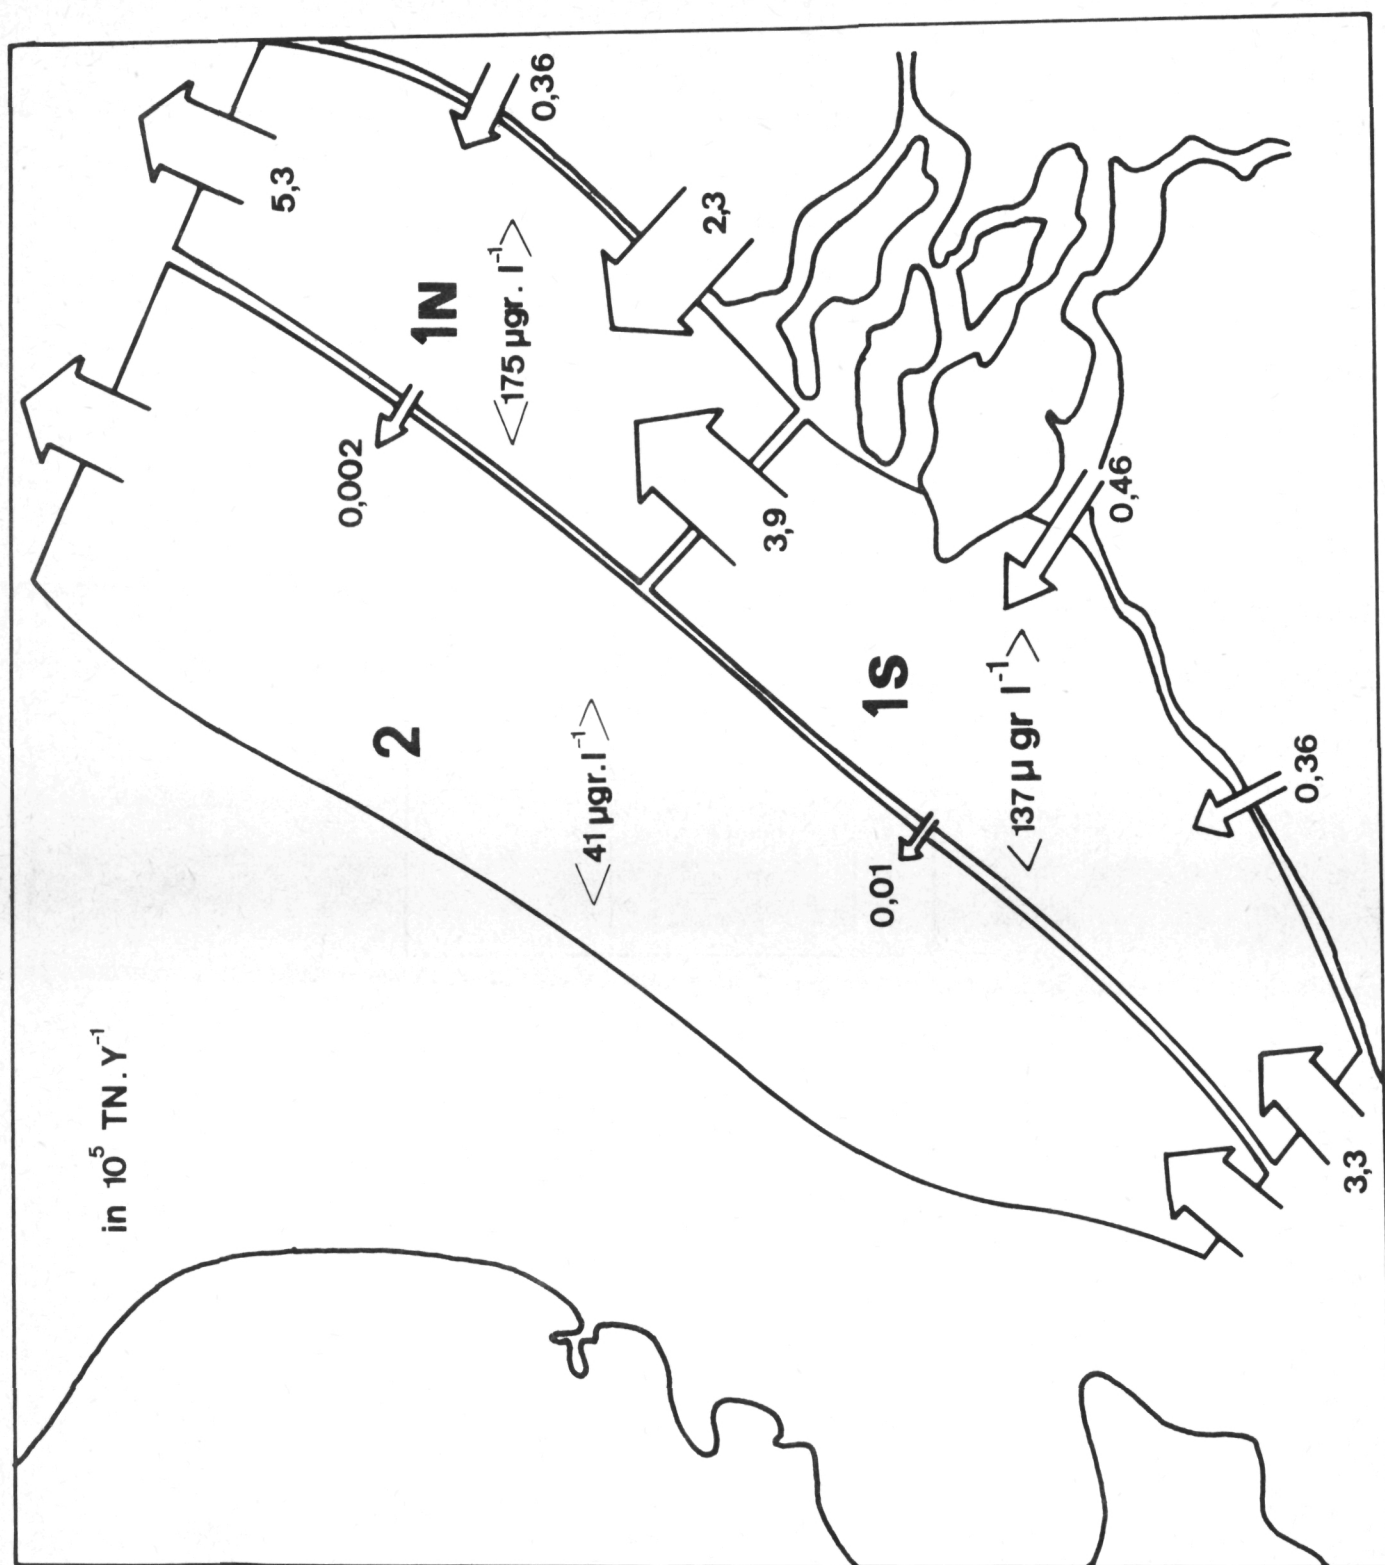 in 10⁵ TN.Y⁻¹
5,3
0,36
2,3
1N
<175 µgr. l⁻¹>
0,002
3,9
0,46
2
<41 µgr. l⁻¹>
1S
<137 µ gr l⁻¹>
0,01
0,36
3,3